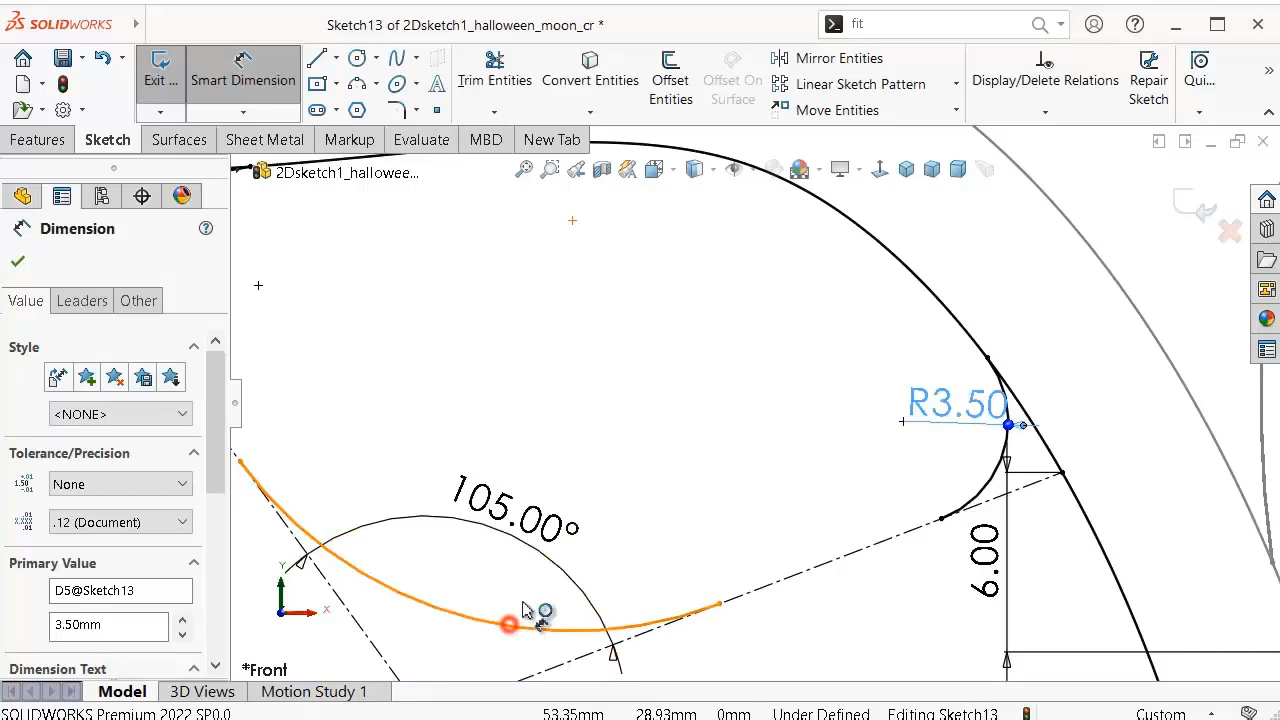 SOLIDWORKS
Sketch13 of 2Dsketch1_halloween_moon_cr *
fit
Exit ...
Smart Dimension
Trim Entities
Convert Entities
Offset
Entities
Offset On
Surface
Mirror Entities
Linear Sketch Pattern
Move Entities
Display/Delete Relations
Repair
Sketch
Qui...
Features
Sketch
Surfaces
Sheet Metal
Markup
Evaluate
MBD
New Tab
2Dsketch1_hallowee...
Dimension
Value
Leaders
Other
Style
<NONE>
Tolerance/Precision
None
.12 (Document)
Primary Value
D5@Sketch13
3.50mm
Dimension Text
R3.50
105.00°
6.00
Y
X
*Front
Model
3D Views
Motion Study 1
SOLIDWORKS Premium 2022 SP0.0
53.35mm
28.93mm
0mm
Under Defined
Editing Sketch13
Custom